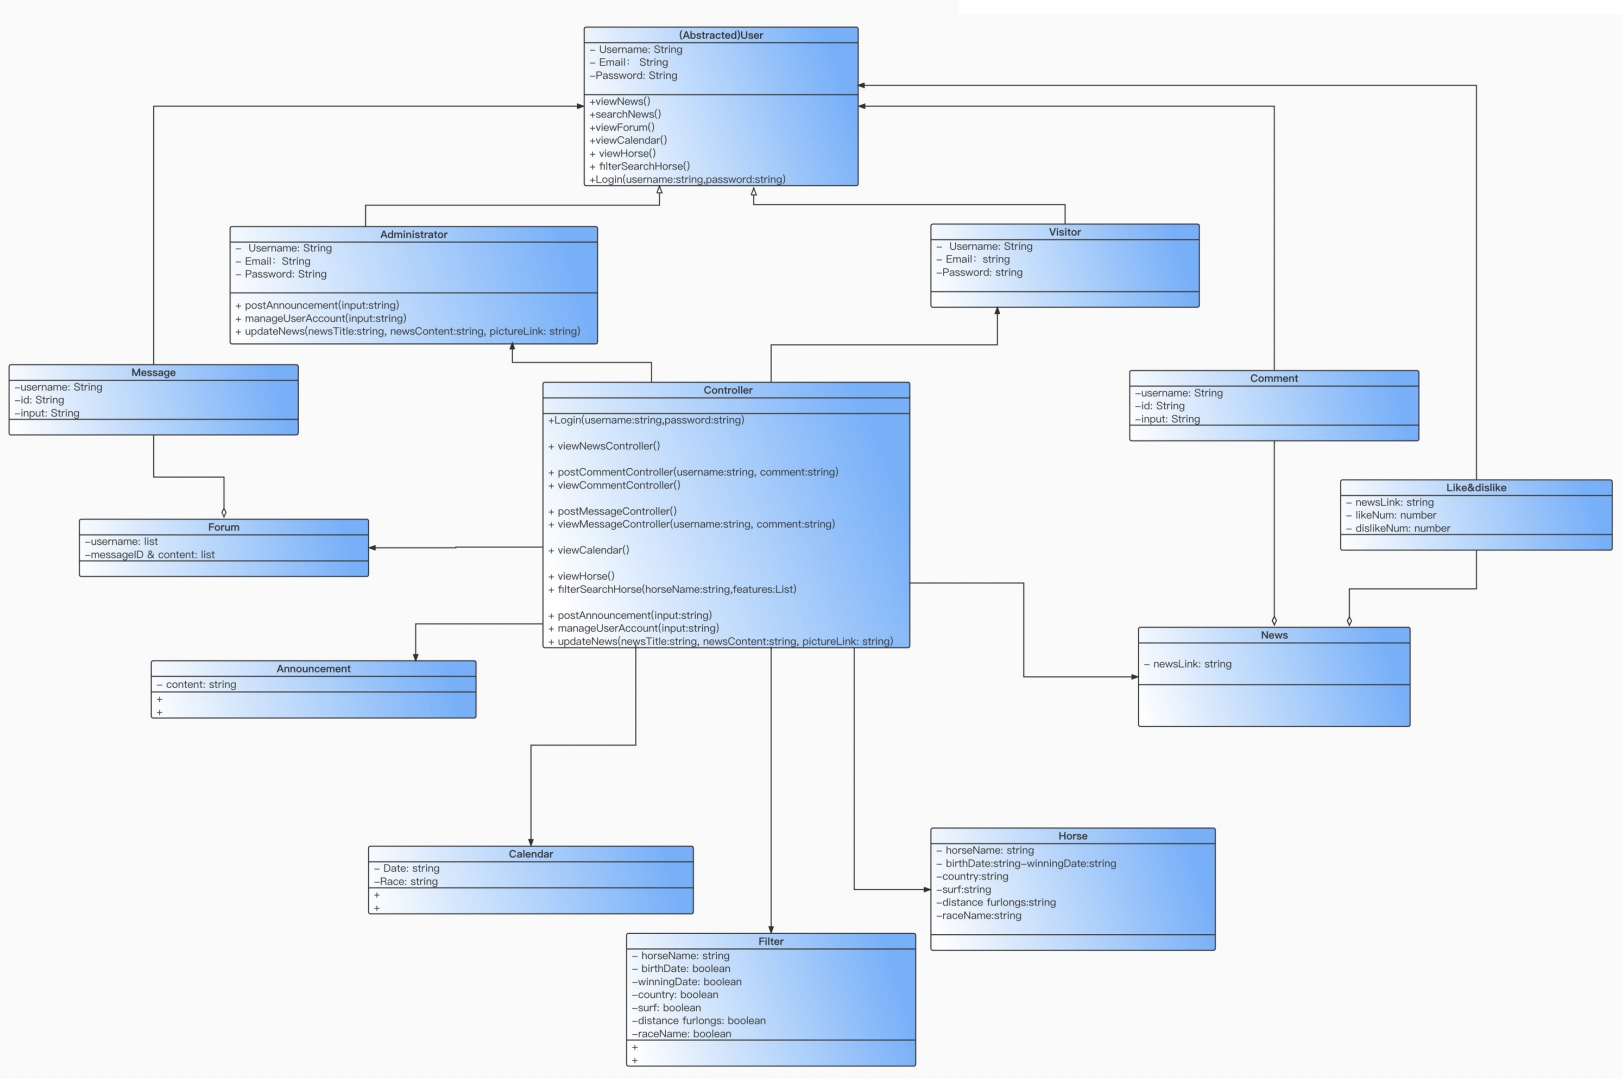 (Abstracted)User
- Username: String
- Email： String
-Password: String
+viewNews()
+searchNews()
+viewForum()
+viewCalendar()
+ viewHorse()
+ filterSearchHorse()
+Login(username:string,password:string)
Administrator
- Username: String
- Email：String
- Password: String
+ postAnnouncement(input:string)
+ manageUserAccount(input:string)
+ updateNews(newsTitle:string, newsContent:string, pictureLink: string)
Visitor
- Username: String
- Email：string
-Password: string
Message
-username: String
-id: String
-input: String
Controller
+Login(username:string,password:string)
+ viewNewsController()
+ postCommentController(username:string, comment:string)
+ viewCommentController()
+ postMessageController()
+ viewMessageController(username:string, comment:string)
+ viewCalendar()
+ viewHorse()
+ filterSearchHorse(horseName:string,features:List)
+ postAnnouncement(input:string)
+ manageUserAccount(input:string)
+ updateNews(newsTitle:string, newsContent:string, pictureLink: string)
Comment
-username: String
-id: String
-input: String
Like&dislike
- newsLink: string
- likeNum: number
- dislikeNum: number
Forum
-username: list
-messageID & content: list
News
- newsLink: string
Announcement
- content: string
+
+
Calendar
- Date: string
-Race: string
+
+
Horse
- horseName: string
- birthDate:string-winningDate:string
-country:string
-surf:string
-distance furlongs:string
-raceName:string
Filter
- horseName: string
- birthDate: boolean
-winningDate: boolean
-country: boolean
-surf: boolean
-distance furlongs: boolean
-raceName: boolean
+
+